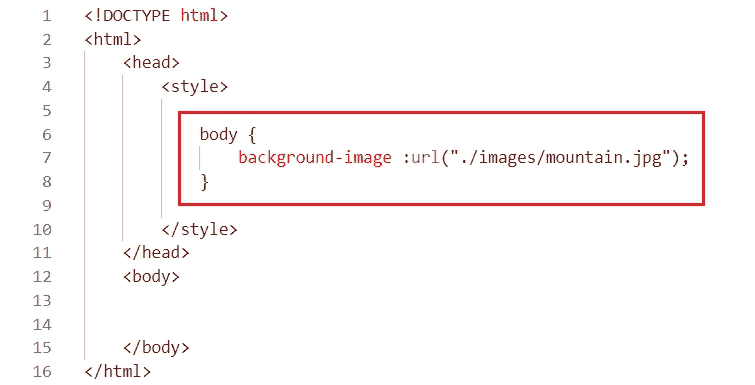 1 <!DOCTYPE html>
2 <html>
3 <head>
4 <style>
5
6 body {
7 background-image :url("./images/mountain.jpg");
8 }
9
10 </style>
11 </head>
12 <body>
13
14
15 </body>
16 </html>